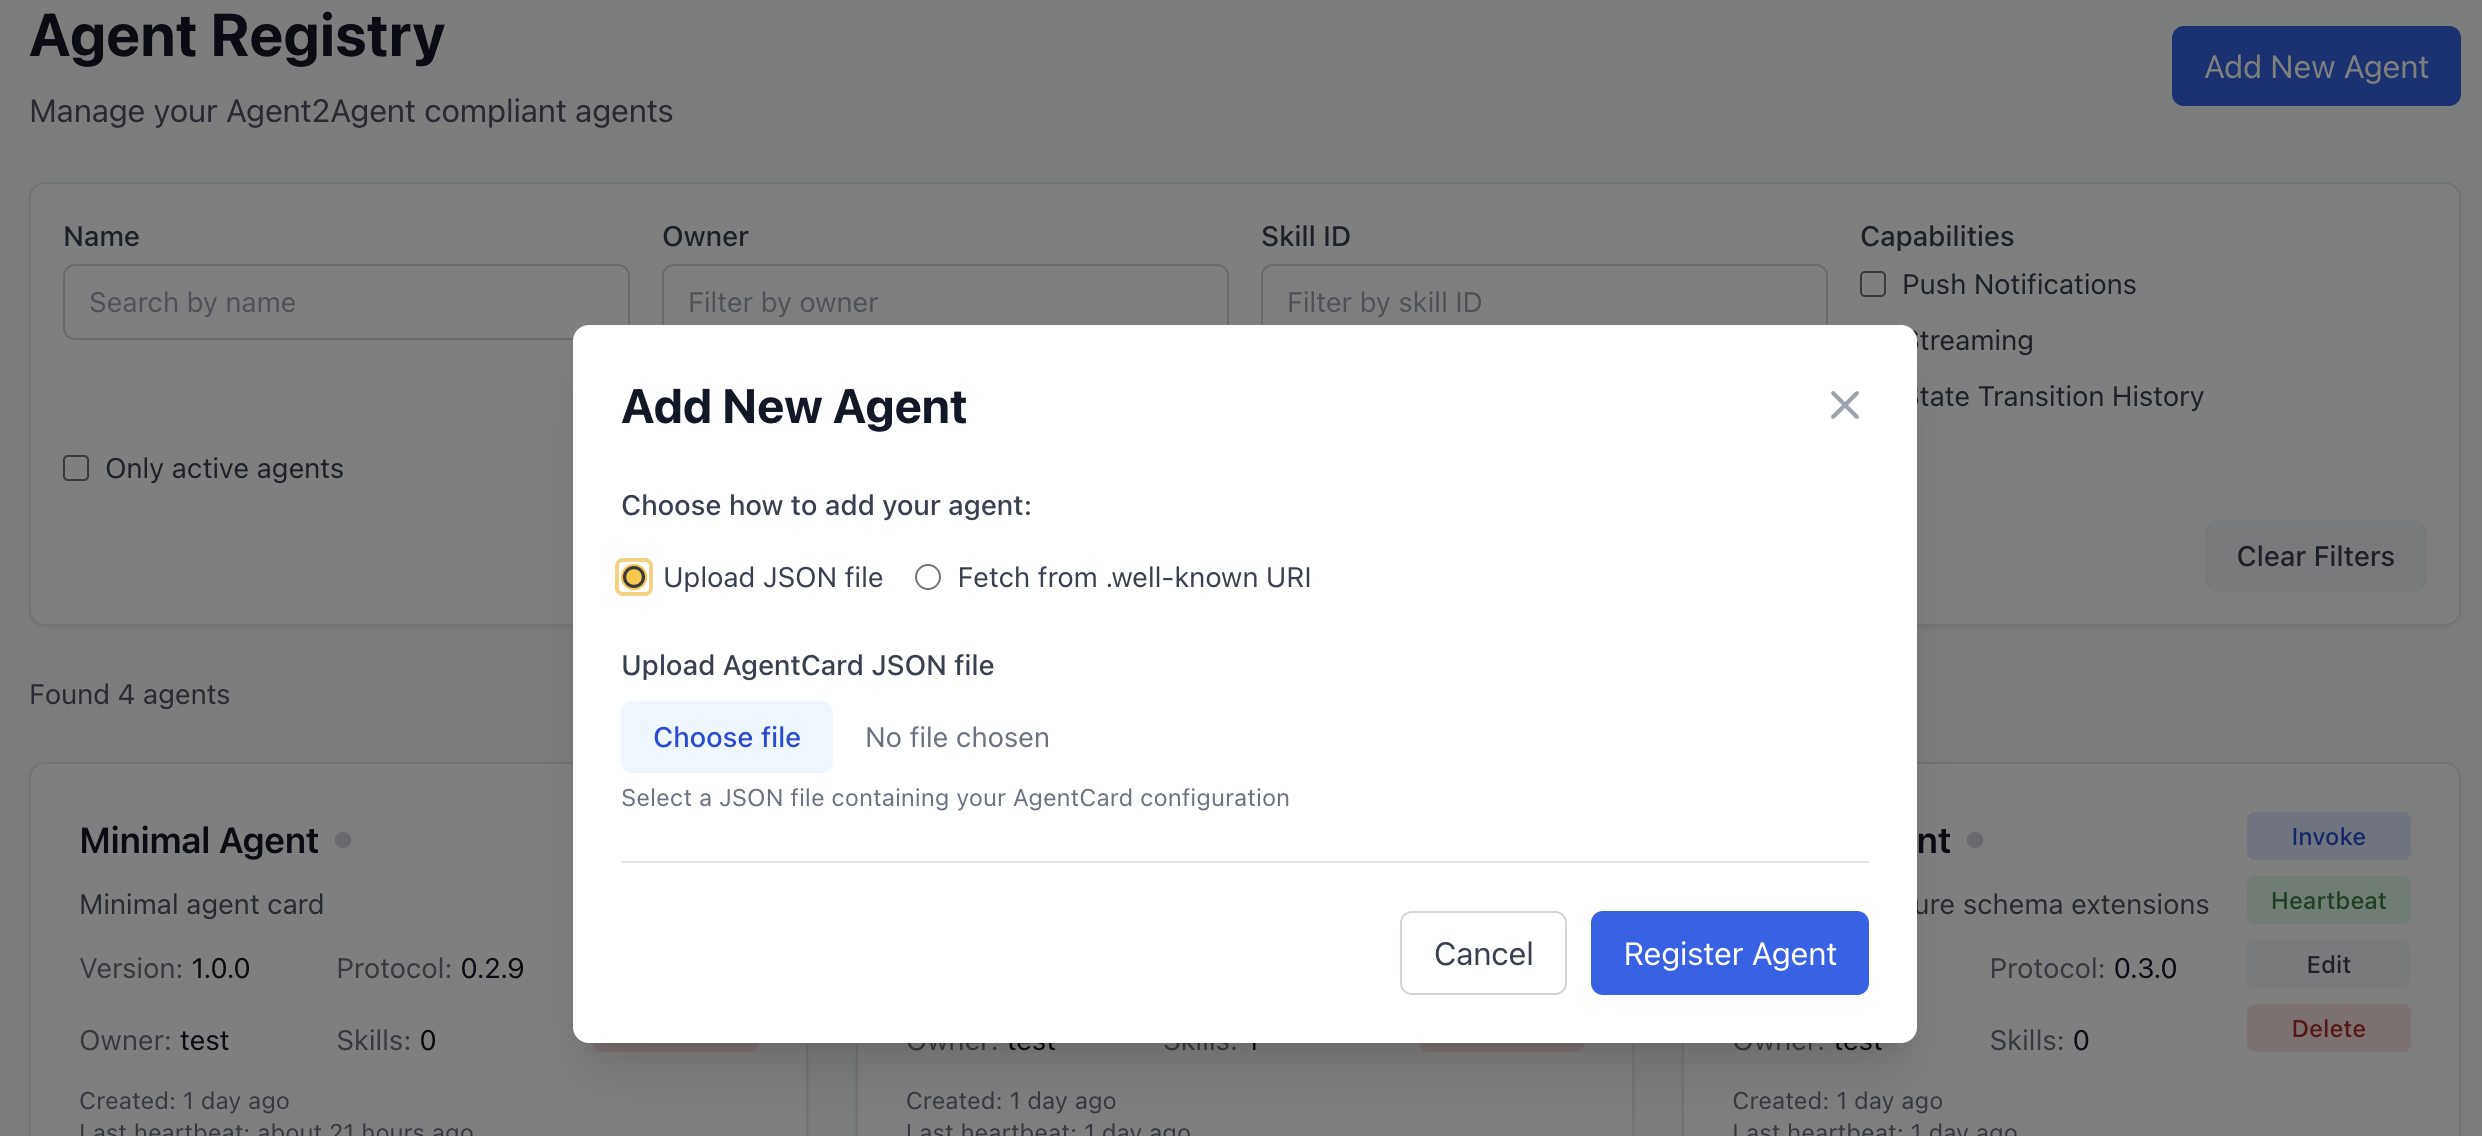 Agent Registry
Add New Agent
Manage your Agent2Agent compliant agents
Name
Owner
Skill ID
Capabilities
Search by name
Filter by owner
Filter by skill ID
Push Notifications
treaming
tate Transition History
Only active agents
Clear Filters
Add New Agent
Choose how to add your agent:
Upload JSON file
Fetch from .well-known URI
Upload AgentCard JSON file
Choose file
No file chosen
Select a JSON file containing your AgentCard configuration
Cancel
Register Agent
Found 4 agents
Minimal Agent
Minimal agent card
Version: 1.0.0
Protocol: 0.2.9
Owner: test
Skills: 0
Created: 1 day ago
Last heartbeat: about 21 hours ago
Owner: test
Skills: 1
Created: 1 day ago
Last heartbeat: 1 day ago
nt
Invoke
ure schema extensions
Heartbeat
Protocol: 0.3.0
Edit
Owner: test
Skills: 0
Delete
Created: 1 day ago
Last heartbeat: 1 day ago